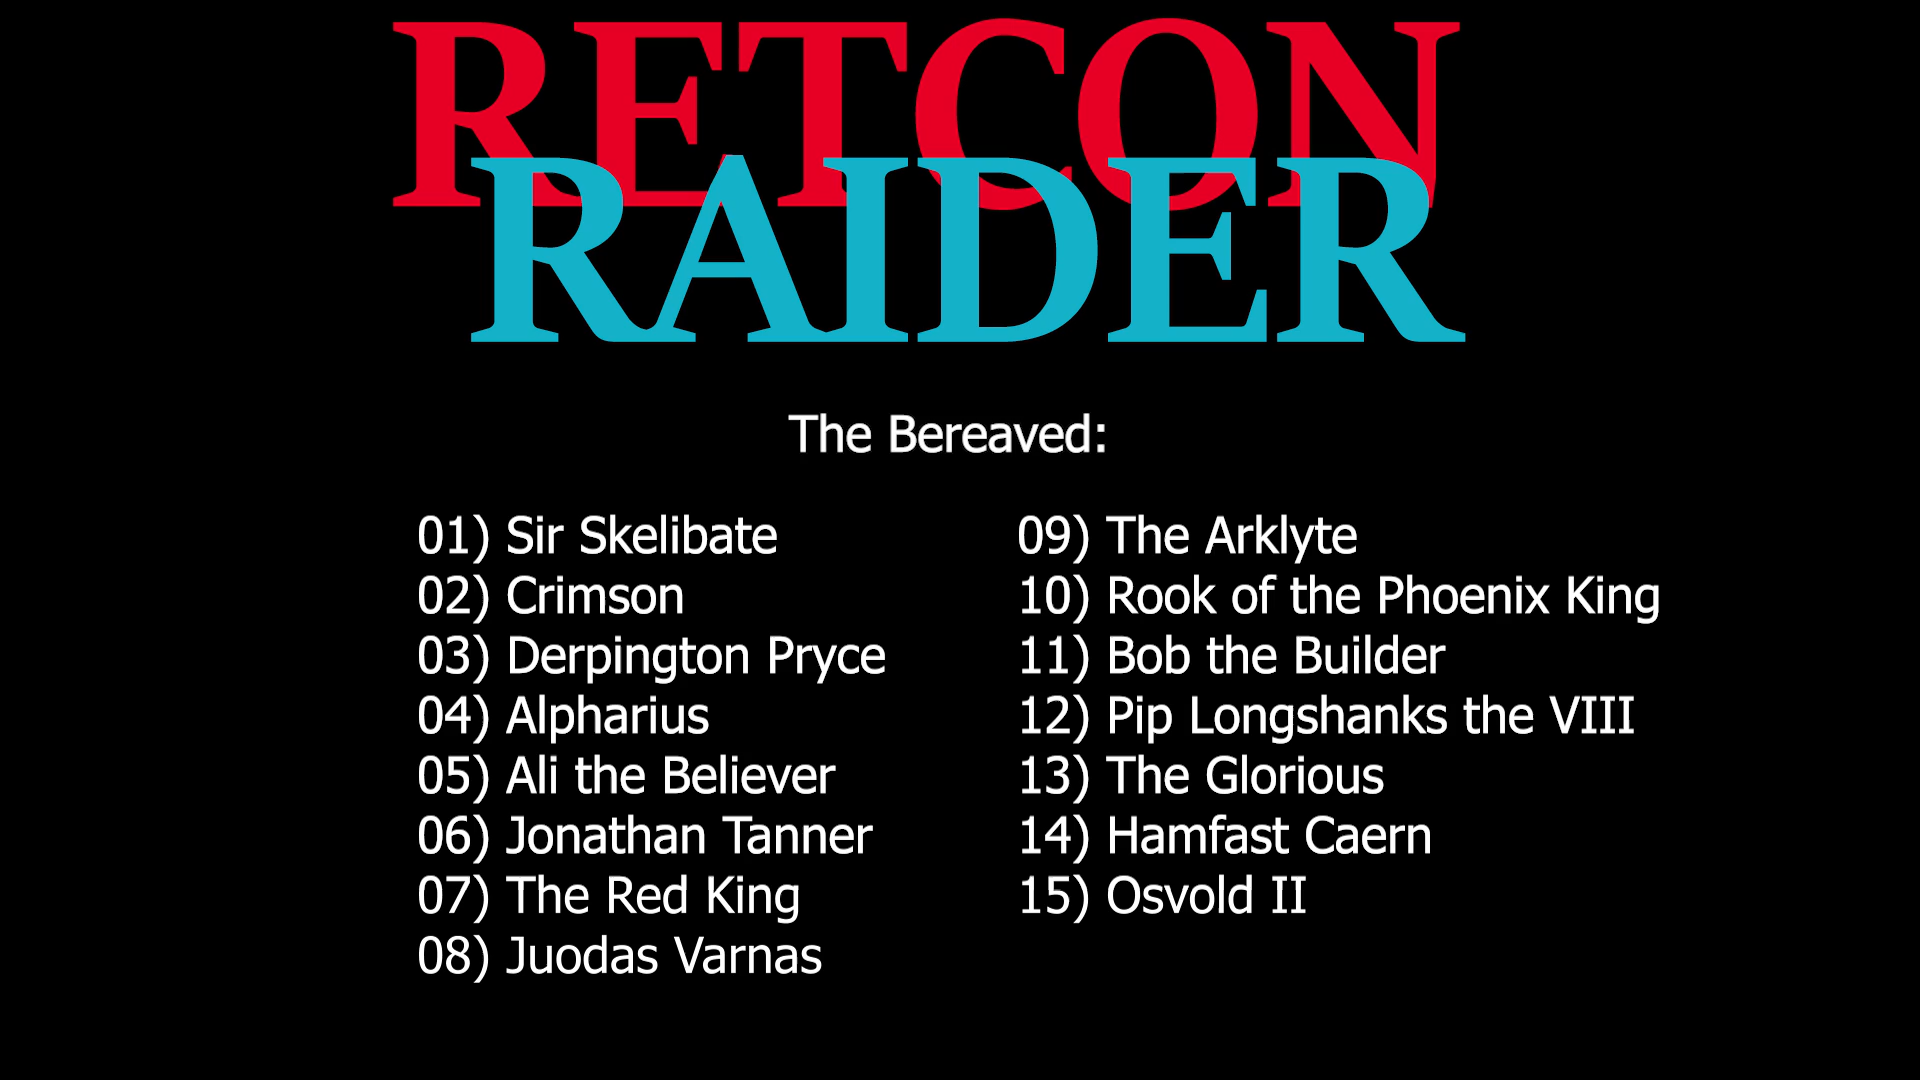 RETCON
RAIDER
The Bereaved:
01) Sir Skelibate
02) Crimson
03) Derpington Pryce
04) Alpharius
05) Ali the Believer
06) Jonathan Tanner
07) The Red King
08) Juodas Varnas
09) The Arklyte
10) Rook of the Phoenix King
11) Bob the Builder
12) Pip Longshanks the VIII
13) The Glorious
14) Hamfast Caern
15) Osvold II